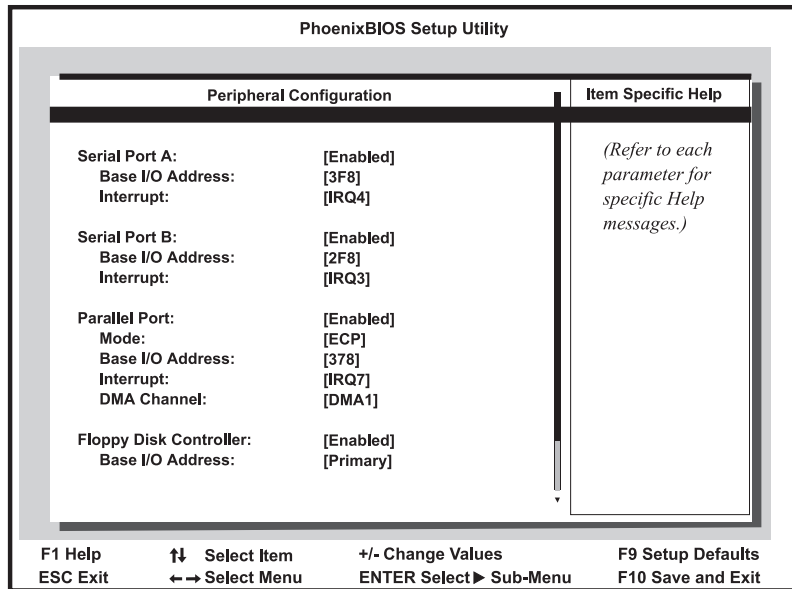 PhoenixBIOS Setup Utility
Peripheral Configuration
Item Specific Help
Serial Port A: [Enabled]
Base I/O Address: [3F8]
Interrupt: [IRQ4]
Serial Port B: [Enabled]
Base I/O Address: [2F8]
Interrupt: [IRQ3]
Parallel Port: [Enabled]
Mode: [ECP]
Base I/O Address: [378]
Interrupt: [IRQ7]
DMA Channel: [DMA1]
Floppy Disk Controller: [Enabled]
Base I/O Address: [Primary]
(Refer to each
parameter for
specific Help
messages.)
F1 Help ↑↓ Select Item +/- Change Values F9 Setup Defaults
ESC Exit ←→ Select Menu ENTER Select ▶ Sub-Menu F10 Save and Exit